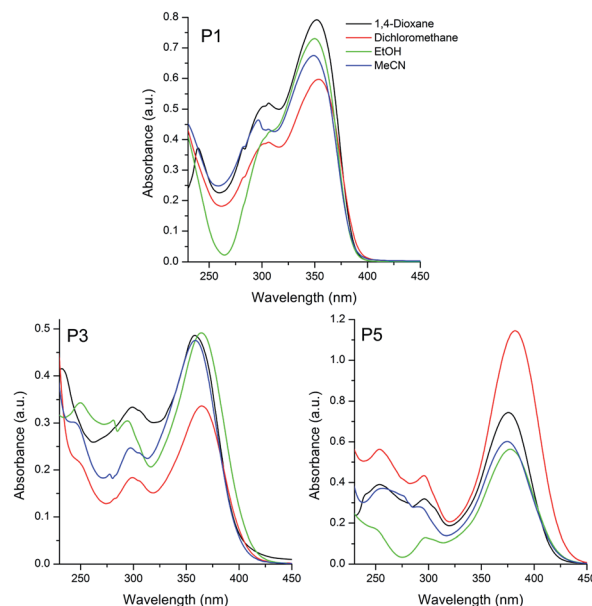 P1
1,4-Dioxane
Dichloromethane
EtOH
MeCN
Absorbance (a.u.)
0.8
0.7
0.6
0.5
0.4
0.3
0.2
0.1
0.0
250 300 350 400 450
Wavelength (nm)
P3
Absorbance (a.u.)
0.5
0.4
0.3
0.2
0.1
0.0
250 300 350 400 450
Wavelength (nm)
P5
Absorbance (a.u.)
1.2
1.0
0.8
0.6
0.4
0.2
0.0
250 300 350 400 450
Wavelength (nm)